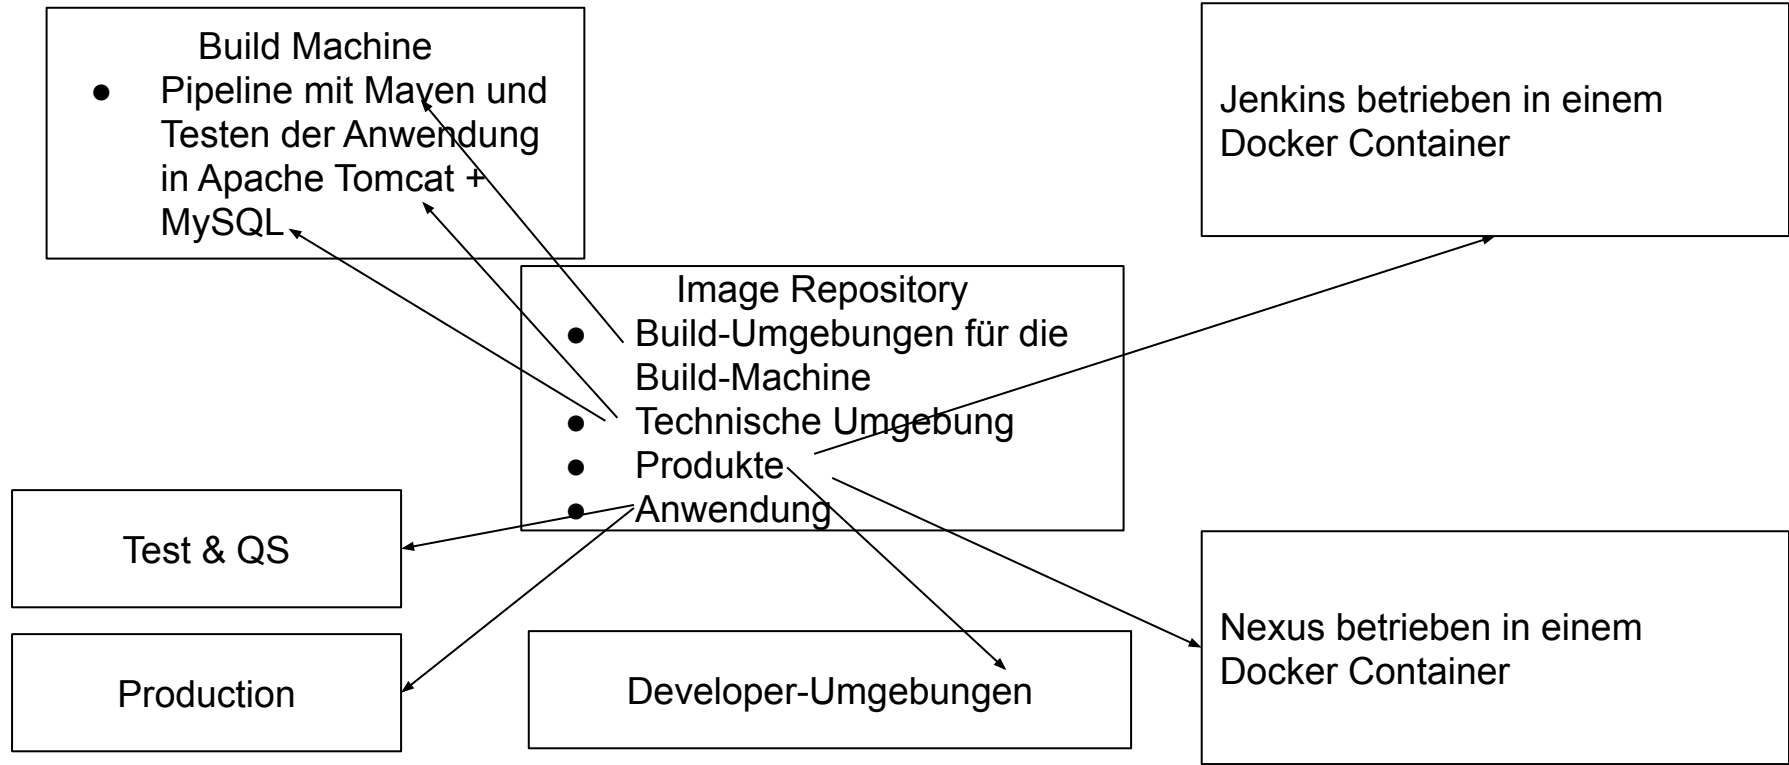 Build Machine
● Pipeline mit Maven und
Testen der Anwendung
in Apache Tomcat +
MySQL
Jenkins betrieben in einem
Docker Container
Image Repository
● Build-Umgebungen für die
Build-Machine
● Technische Umgebung
● Produkte
● Anwendung
Test & QS
Production
Developer-Umgebungen
Nexus betrieben in einem
Docker Container